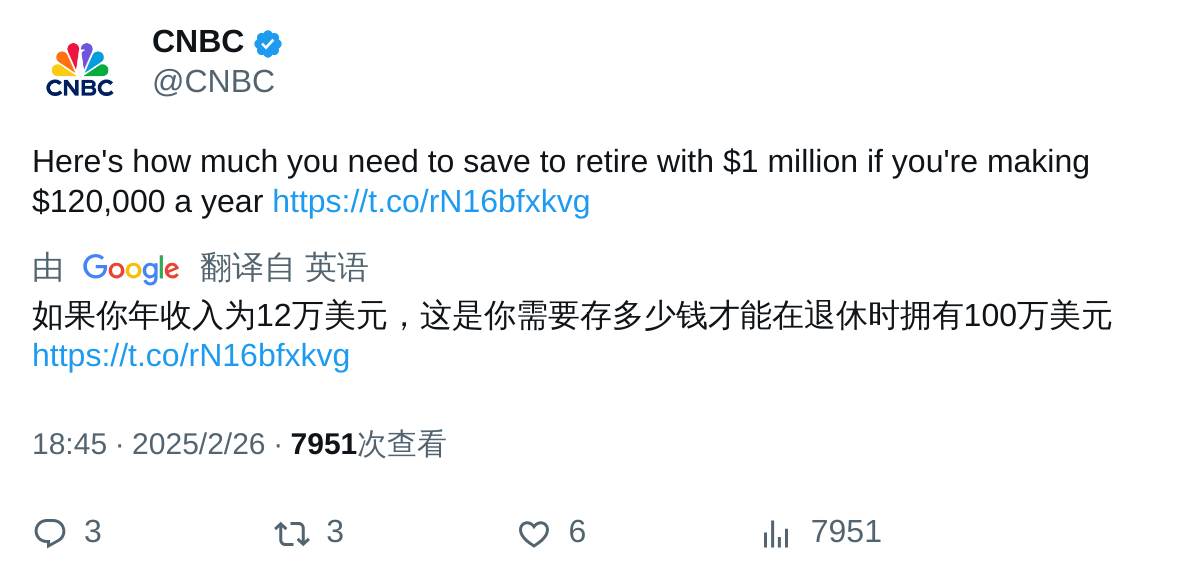 CNBC
CNBC
@CNBC
Here's how much you need to save to retire with $1 million if you're making
$120,000 a year https://t.co/rN16bfxkvg
由 Google 翻译自 英语
如果你年收入为12万美元，这是你需要存多少钱才能在退休时拥有100万美元
https://t.co/rN16bfxkvg
18:45 · 2025/2/26 · 7951次查看
3 3 6 7951